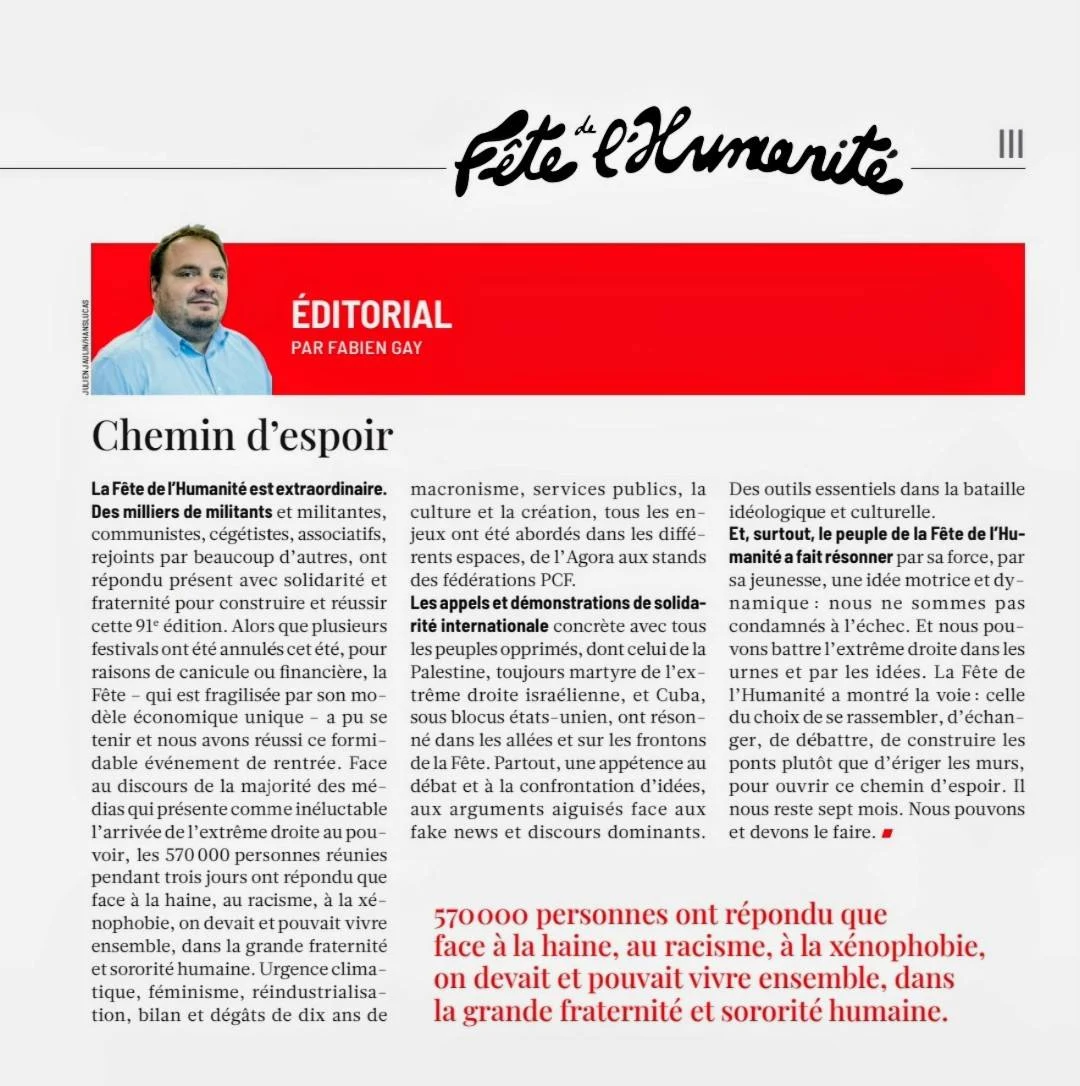 Fête de l'Humanité
III
JULIEN JAULIN/HANSLUCAS
ÉDITORIAL
PAR FABIEN GAY
Chemin d'espoir
La Fête de l'Humanité est extraordinaire.
Des milliers de militants et militantes,
communistes, cégétistes, associatifs,
rejoints par beaucoup d'autres, ont
répondu présent avec solidarité et
fraternité pour construire et réussir
cette 91e édition. Alors que plusieurs
festivals ont été annulés cet été, pour
raisons de canicule ou financière, la
Fête – qui est fragilisée par son mo-
dèle économique unique – a pu se
tenir et nous avons réussi ce formi-
dable événement de rentrée. Face
au discours de la majorité des mé-
dias qui présente comme inéluctable
l'arrivée de l'extrême droite au pou-
voir, les 570 000 personnes réunies
pendant trois jours ont répondu que
face à la haine, au racisme, à la xé-
nophobie, on devait et pouvait vivre
ensemble, dans la grande fraternité
et sororité humaine. Urgence clima-
tique, féminisme, réindustrialisa-
tion, bilan et dégâts de dix ans de
macronisme, services publics, la
culture et la création, tous les en-
jeux ont été abordés dans les diffé-
rents espaces, de l'Agora aux stands
des fédérations PCF.
Les appels et démonstrations de solida-
rité internationale concrète avec tous
les peuples opprimés, dont celui de la
Palestine, toujours martyre de l'ex-
trême droite israélienne, et Cuba,
sous blocus états-unien, ont réson-
né dans les allées et sur les frontons
de la Fête. Partout, une appétence au
débat et à la confrontation d'idées,
aux arguments aiguisés face aux
fake news et discours dominants.
Des outils essentiels dans la bataille
idéologique et culturelle.
Et, surtout, le peuple de la Fête de l'Hu-
manité a fait résonner par sa force, par
sa jeunesse, une idée motrice et dy-
namique : nous ne sommes pas
condamnés à l'échec. Et nous pou-
vons battre l'extrême droite dans les
urnes et par les idées. La Fête de
l'Humanité a montré la voie : celle
du choix de se rassembler, d'échan-
ger, de débattre, de construire les
ponts plutôt que d'ériger les murs,
pour ouvrir ce chemin d'espoir. Il
nous reste sept mois. Nous pouvons
et devons le faire.
570000 personnes ont répondu que
face à la haine, au racisme, à la xénophobie,
on devait et pouvait vivre ensemble, dans
la grande fraternité et sororité humaine.